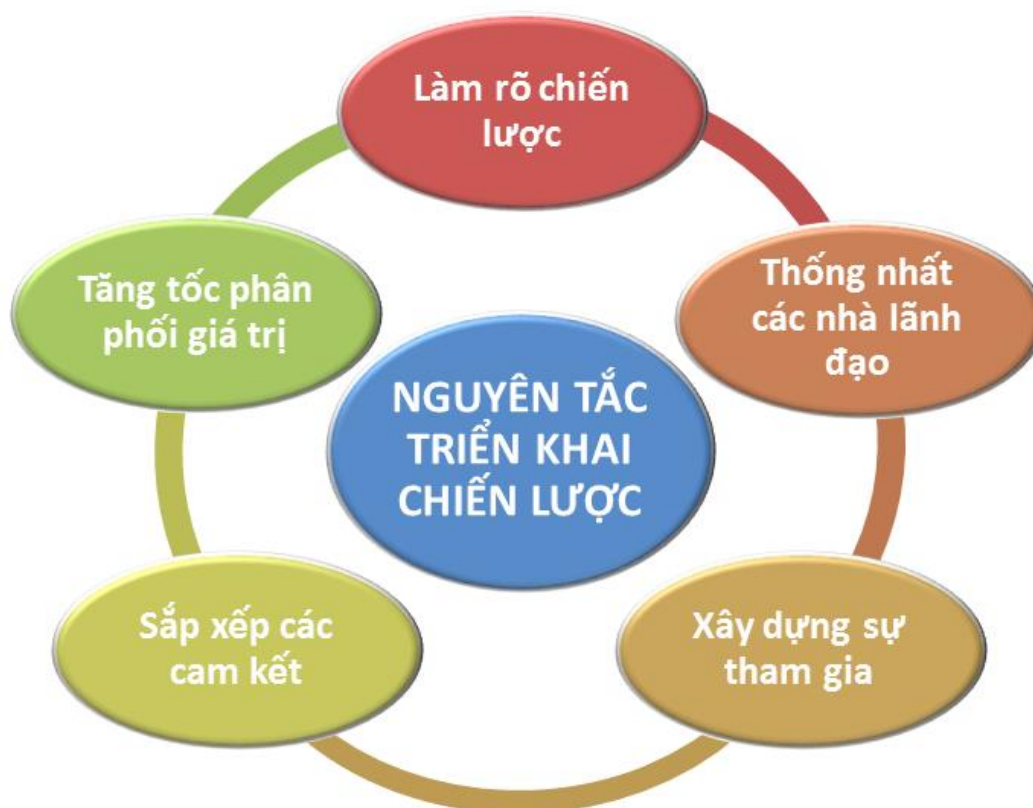 Làm rõ chiến
lược
Thống nhất
các nhà lãnh
đạo
Xây dựng sự
tham gia
Sắp xếp các
cam kết
Tăng tốc phân
phối giá trị
NGUYÊN TẮC
TRIỂN KHAI
CHIẾN LƯỢC